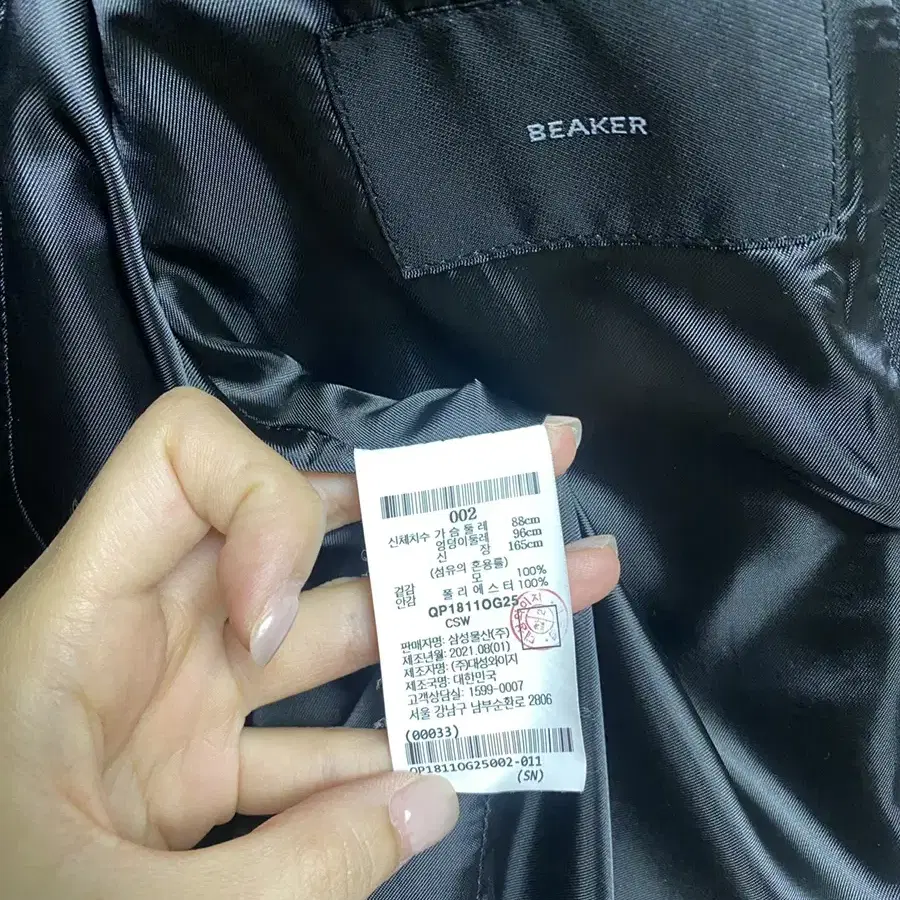 BEAKER
002
신체치수 가 슴 둘 레 88cm
엉덩이둘레 96cm
신 장 165cm
(섬유의 혼용률)
겉감 모 100%
안감 폴 리 에 스 터 100%
QP1811OG25
CSW
판매자명: 삼성물산(주)
제조년월: 2021.08(01)
제조자명: (주)대성와이지
제조국명: 대한민국
고객상담실: 1599-0007
서울 강남구 남부순환로 2806
(00033)
QP1811OG25002-011
(SN)